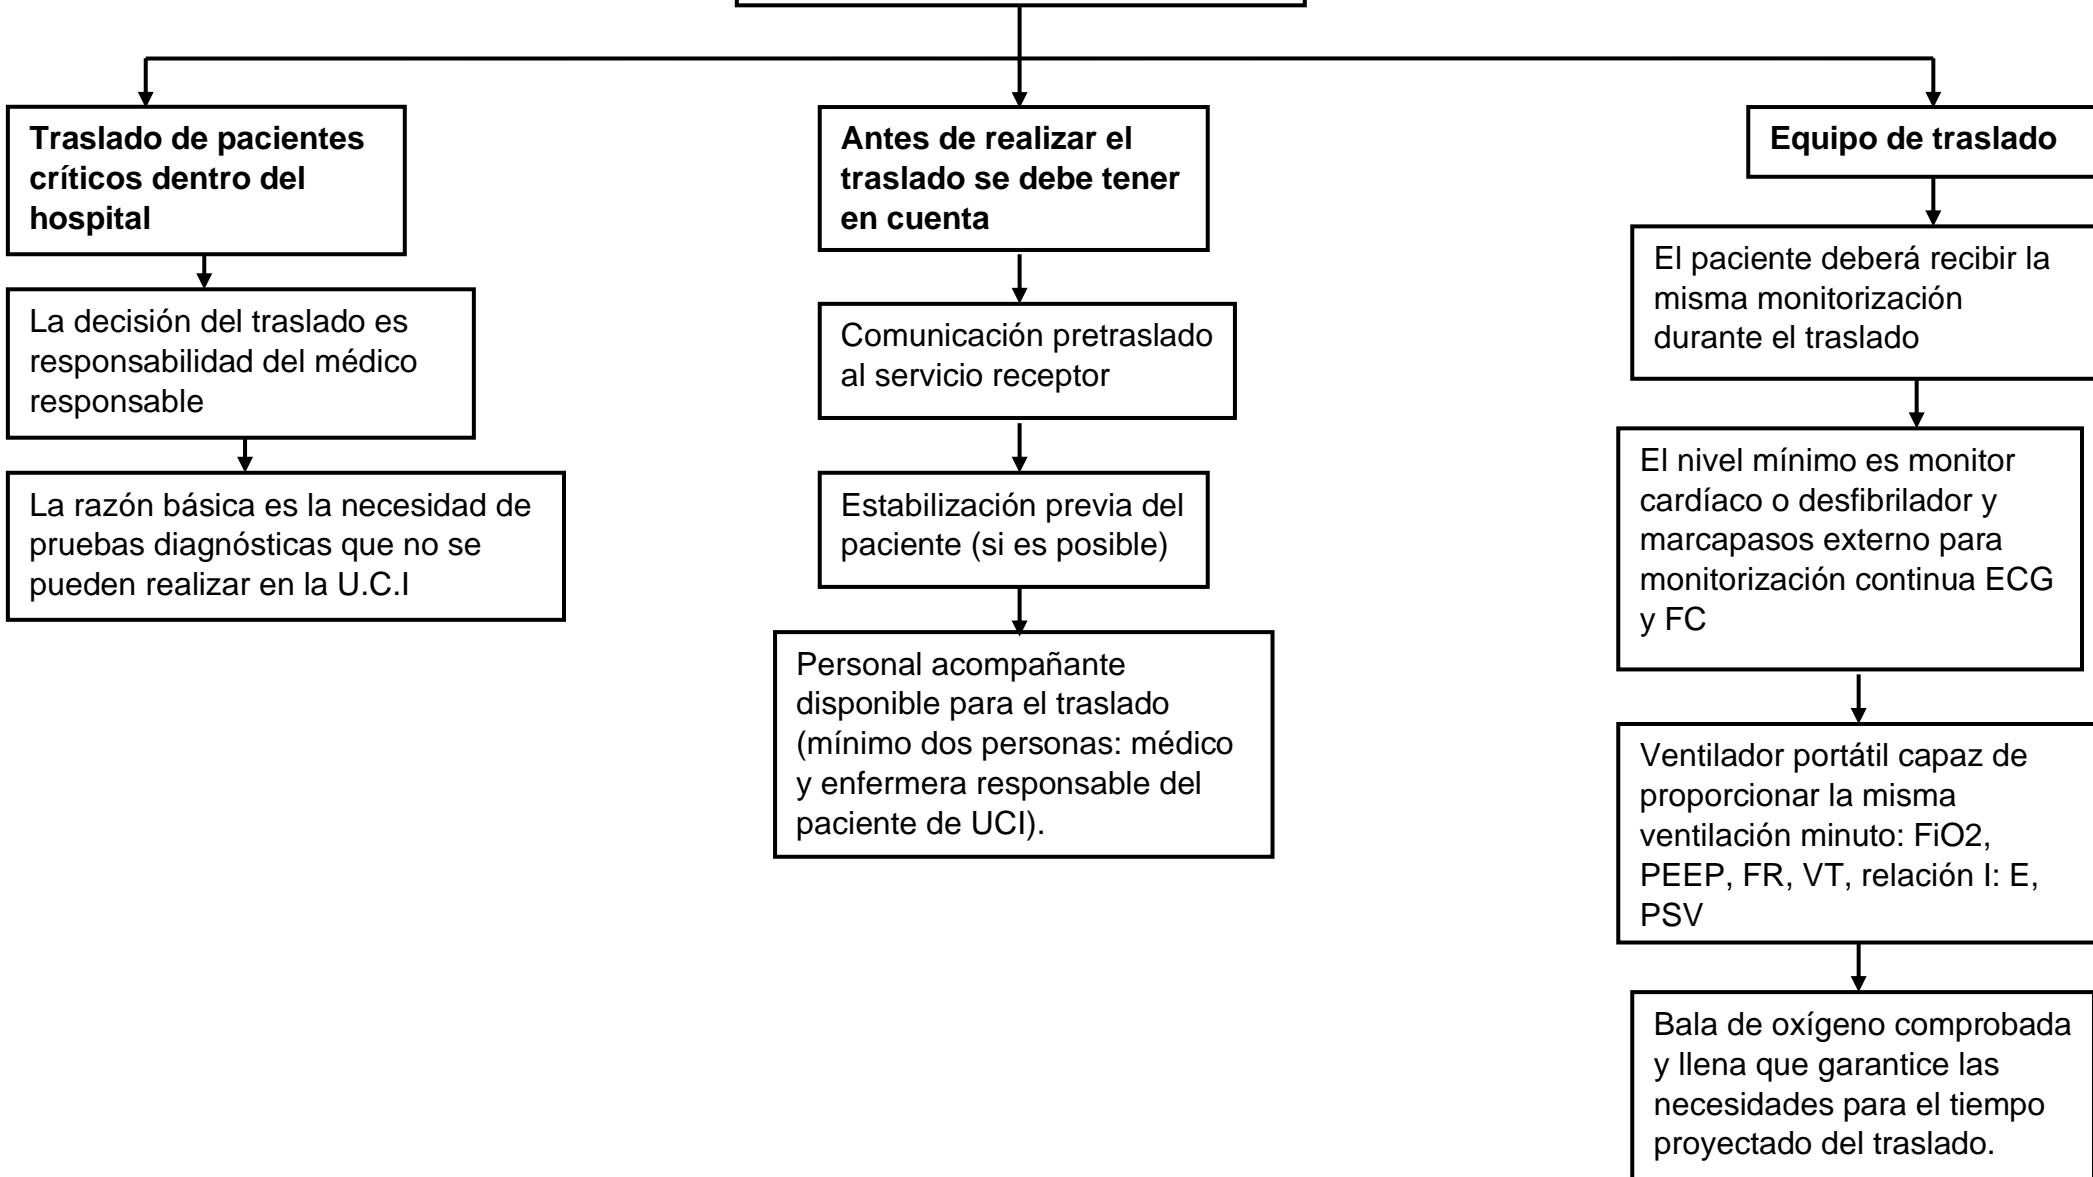 Traslado de pacientes
críticos dentro del
hospital
La decisión del traslado es
responsabilidad del médico
responsable
La razón básica es la necesidad de
pruebas diagnósticas que no se
pueden realizar en la U.C.I
Antes de realizar el
traslado se debe tener
en cuenta
Comunicación pretraslado
al servicio receptor
Estabilización previa del
paciente (si es posible)
Personal acompañante
disponible para el traslado
(mínimo dos personas: médico
y enfermera responsable del
paciente de UCI).
Equipo de traslado
El paciente deberá recibir la
misma monitorización
durante el traslado
El nivel mínimo es monitor
cardíaco o desfibrilador y
marcapasos externo para
monitorización continua ECG
y FC
Ventilador portátil capaz de
proporcionar la misma
ventilación minuto: FiO2,
PEEP, FR, VT, relación I: E,
PSV
Bala de oxígeno comprobada
y llena que garantice las
necesidades para el tiempo
proyectado del traslado.